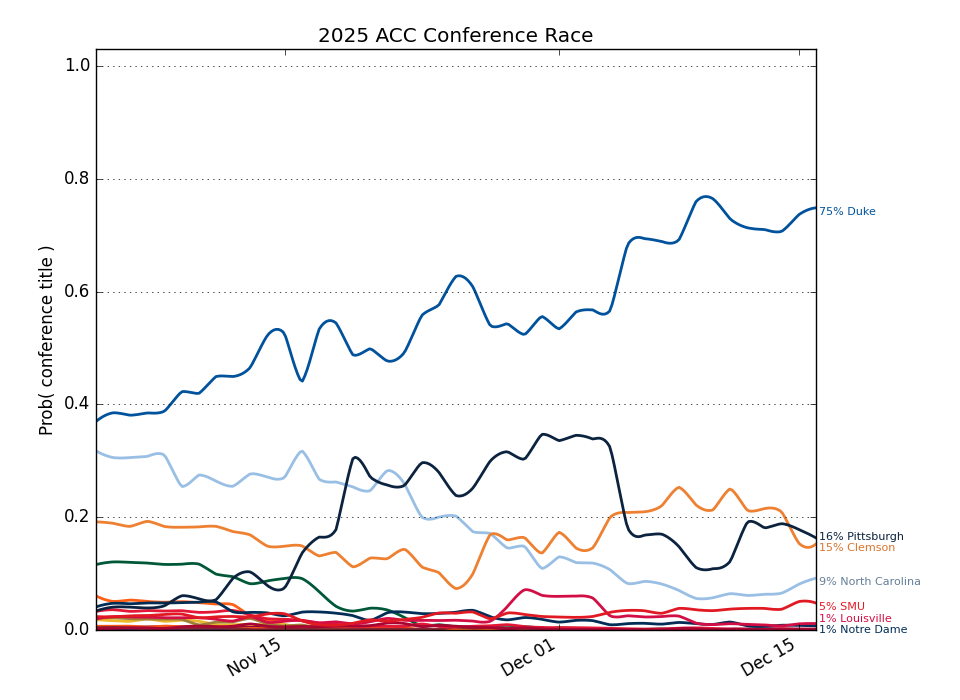 2025 ACC Conference Race
Prob( conference title )
1.0
0.8
0.6
0.4
0.2
0.0
75% Duke
16% Pittsburgh
15% Clemson
9% North Carolina
5% SMU
1% Louisville
1% Notre Dame
Nov 15
Dec 01
Dec 15